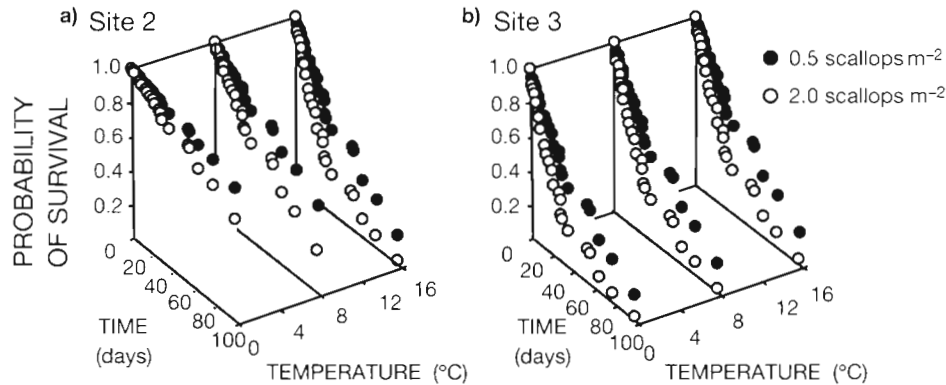 a) Site 2
b) Site 3
0.5 scallops m⁻²
2.0 scallops m⁻²
PROBABILITY
OF SURVIVAL
1.0
0.8
0.6
0.4
0.2
0
20
40
60
80
100
TIME
(days)
0
4
8
12
16
TEMPERATURE (°C)
1.0
0.8
0.6
0.4
0.2
0
20
40
60
80
100
TIME
(days)
0
4
8
12
16
TEMPERATURE (°C)